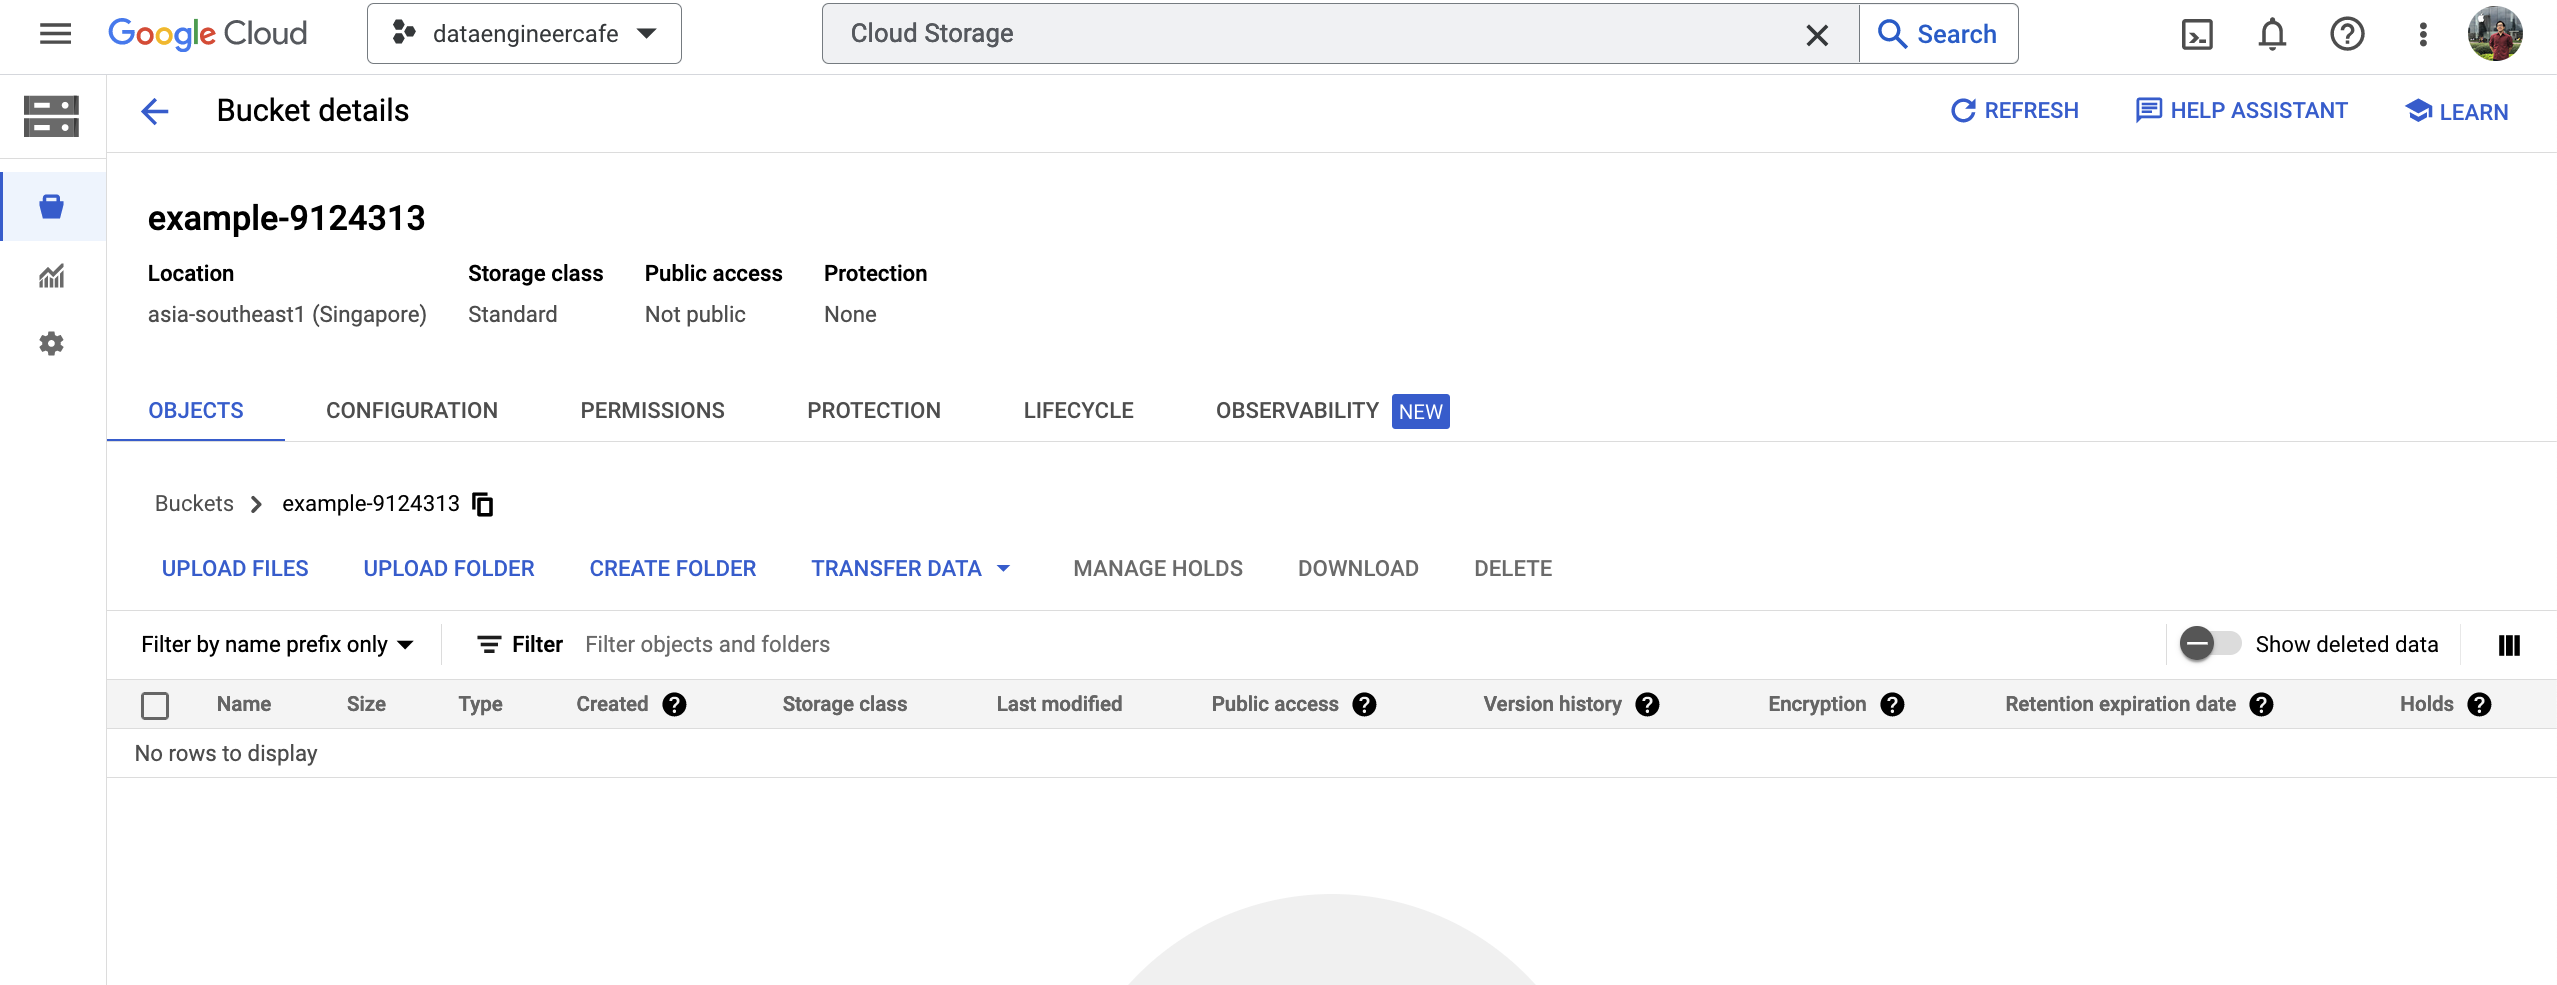 Google Cloud dataengineercafe Cloud Storage Search
Bucket details REFRESH HELP ASSISTANT LEARN
example-9124313
Location Storage class Public access Protection
asia-southeast1 (Singapore) Standard Not public None
OBJECTS CONFIGURATION PERMISSIONS PROTECTION LIFECYCLE OBSERVABILITY NEW
Buckets example-9124313
UPLOAD FILES UPLOAD FOLDER CREATE FOLDER TRANSFER DATA MANAGE HOLDS DOWNLOAD DELETE
Filter by name prefix only Filter Filter objects and folders Show deleted data
Name Size Type Created Storage class Last modified Public access Version history Encryption Retention expiration date Holds
No rows to display